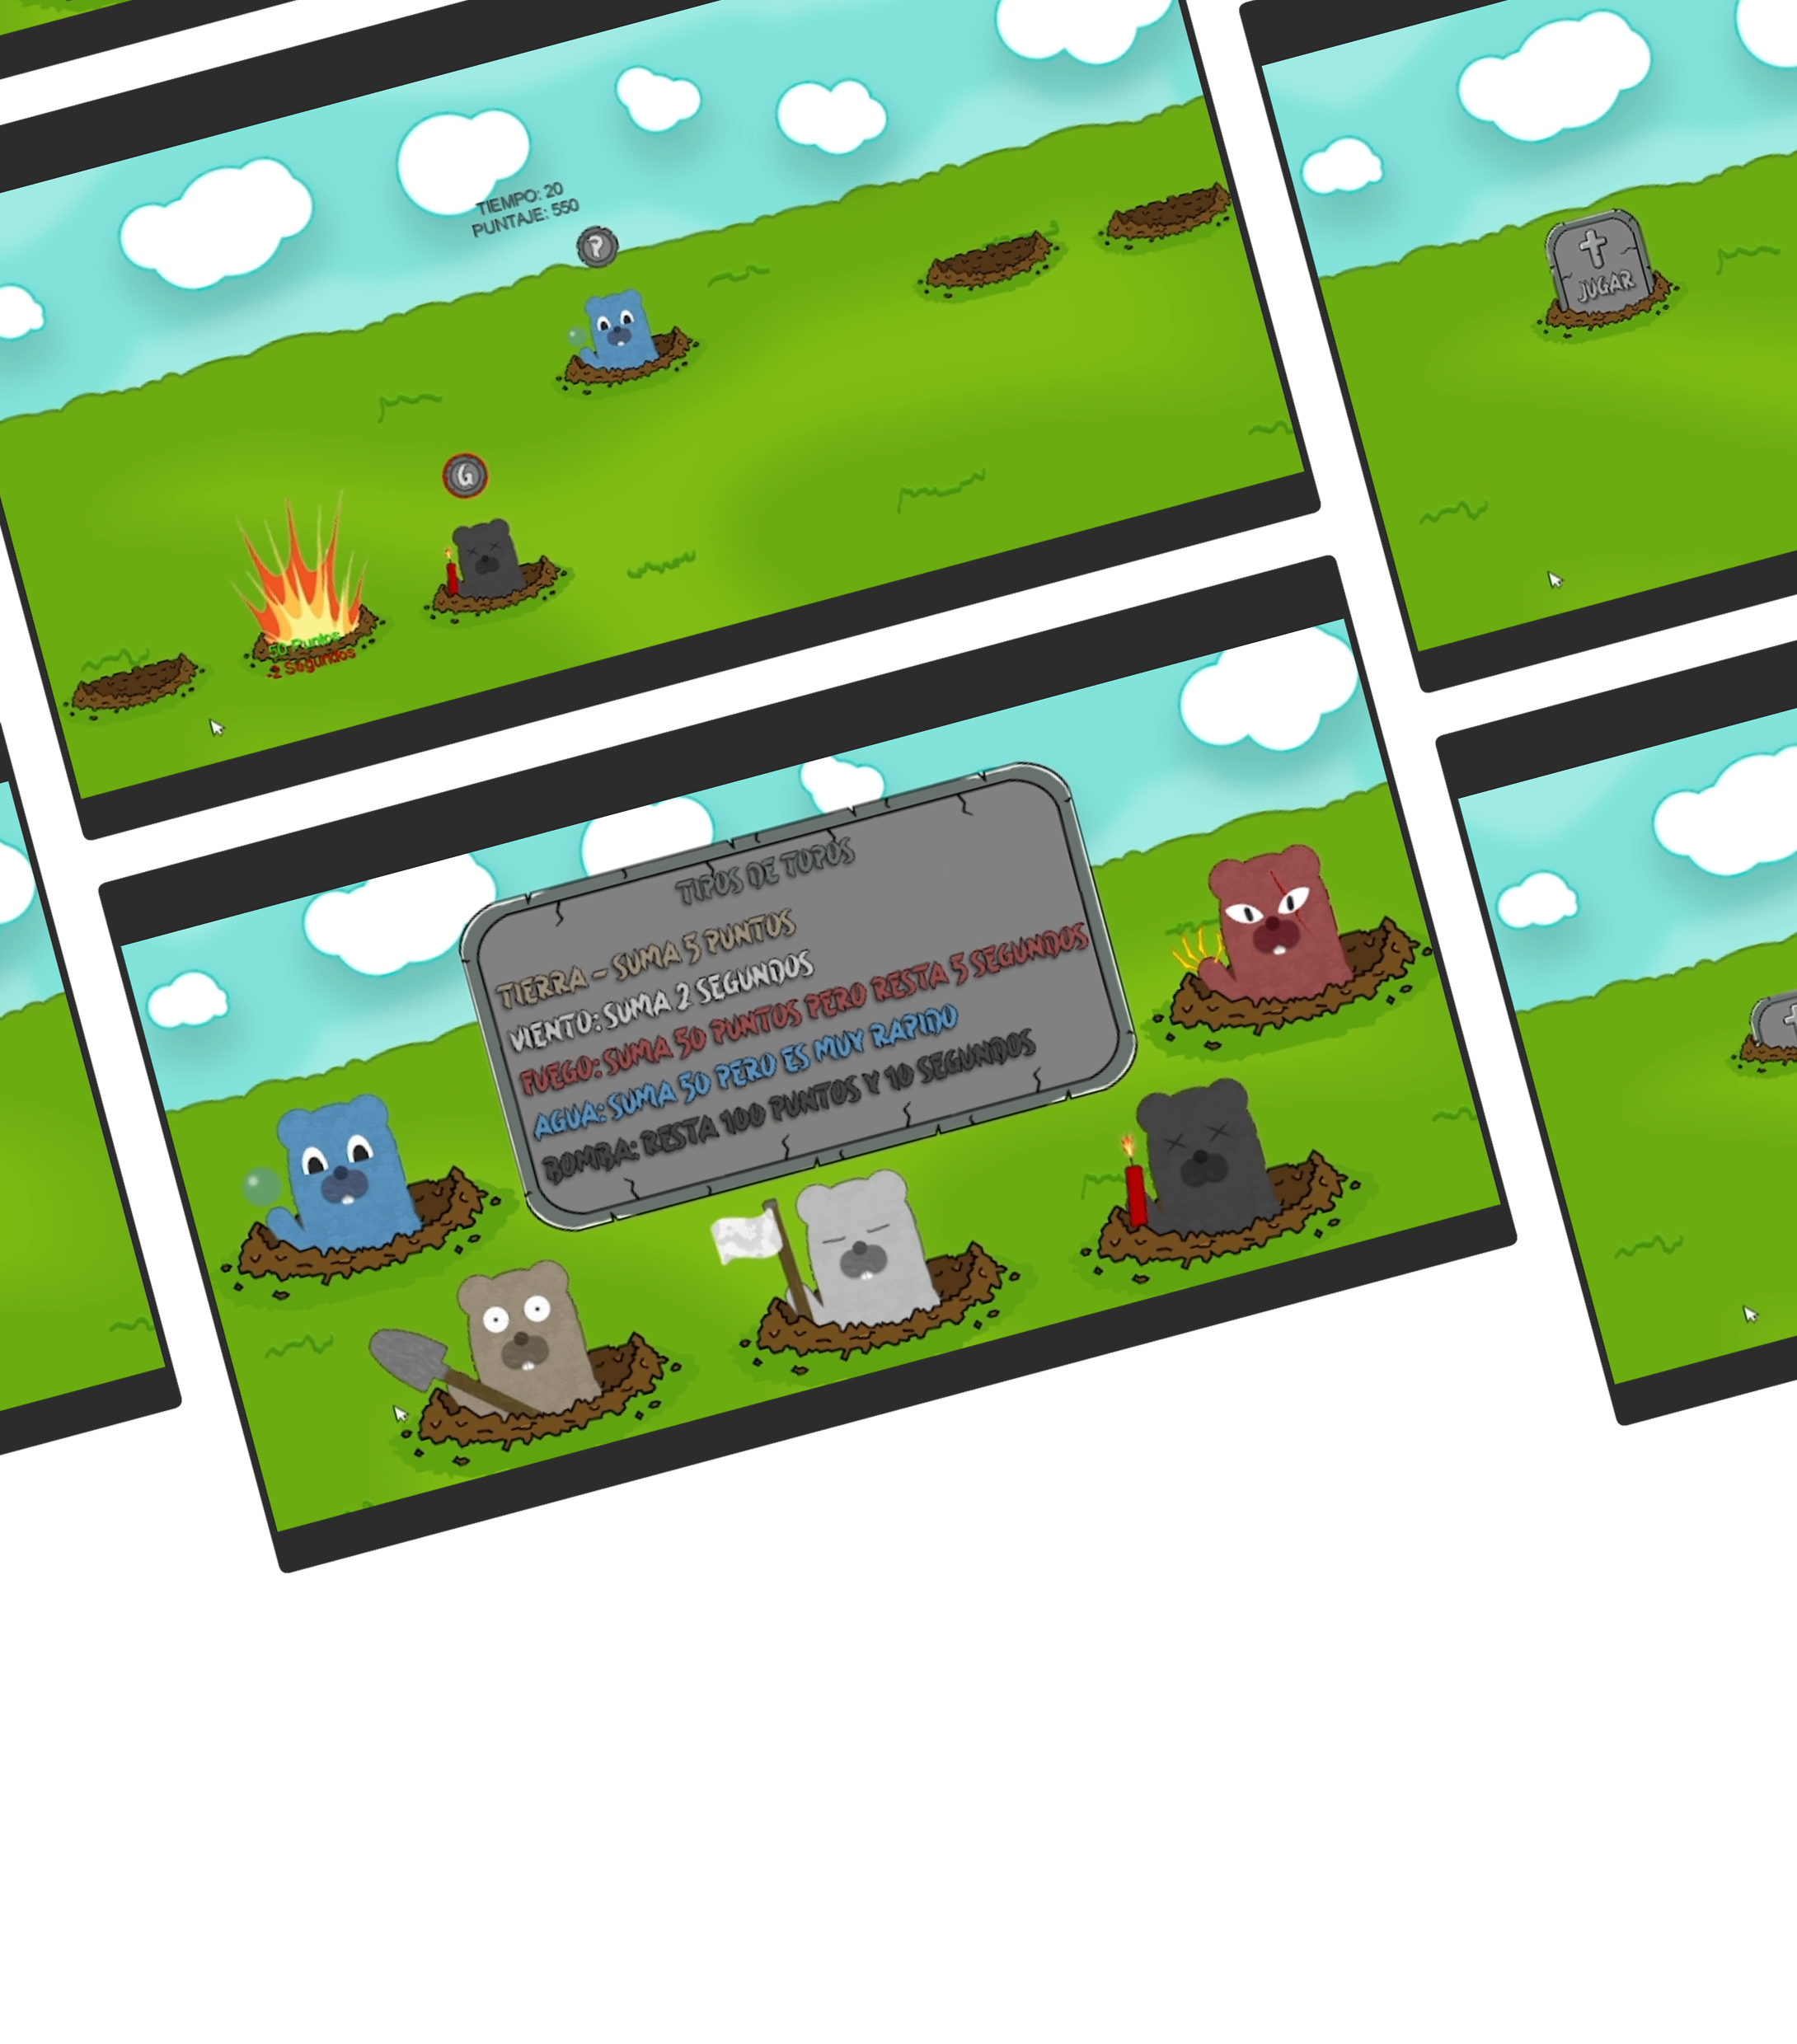 TIEMPO: 20
PUNTAJE: 550
?
G
50 Puntos
-2 Segundos
JUGAR
TIPOS DE TOPOS
TIERRA - SUMA 5 PUNTOS
VIENTO: SUMA 2 SEGUNDOS
FUEGO: SUMA 50 PUNTOS PERO RESTA 5 SEGUNDOS
AGUA: SUMA 50 PERO ES MUY RAPIDO
BOMBA: RESTA 100 PUNTOS Y 10 SEGUNDOS